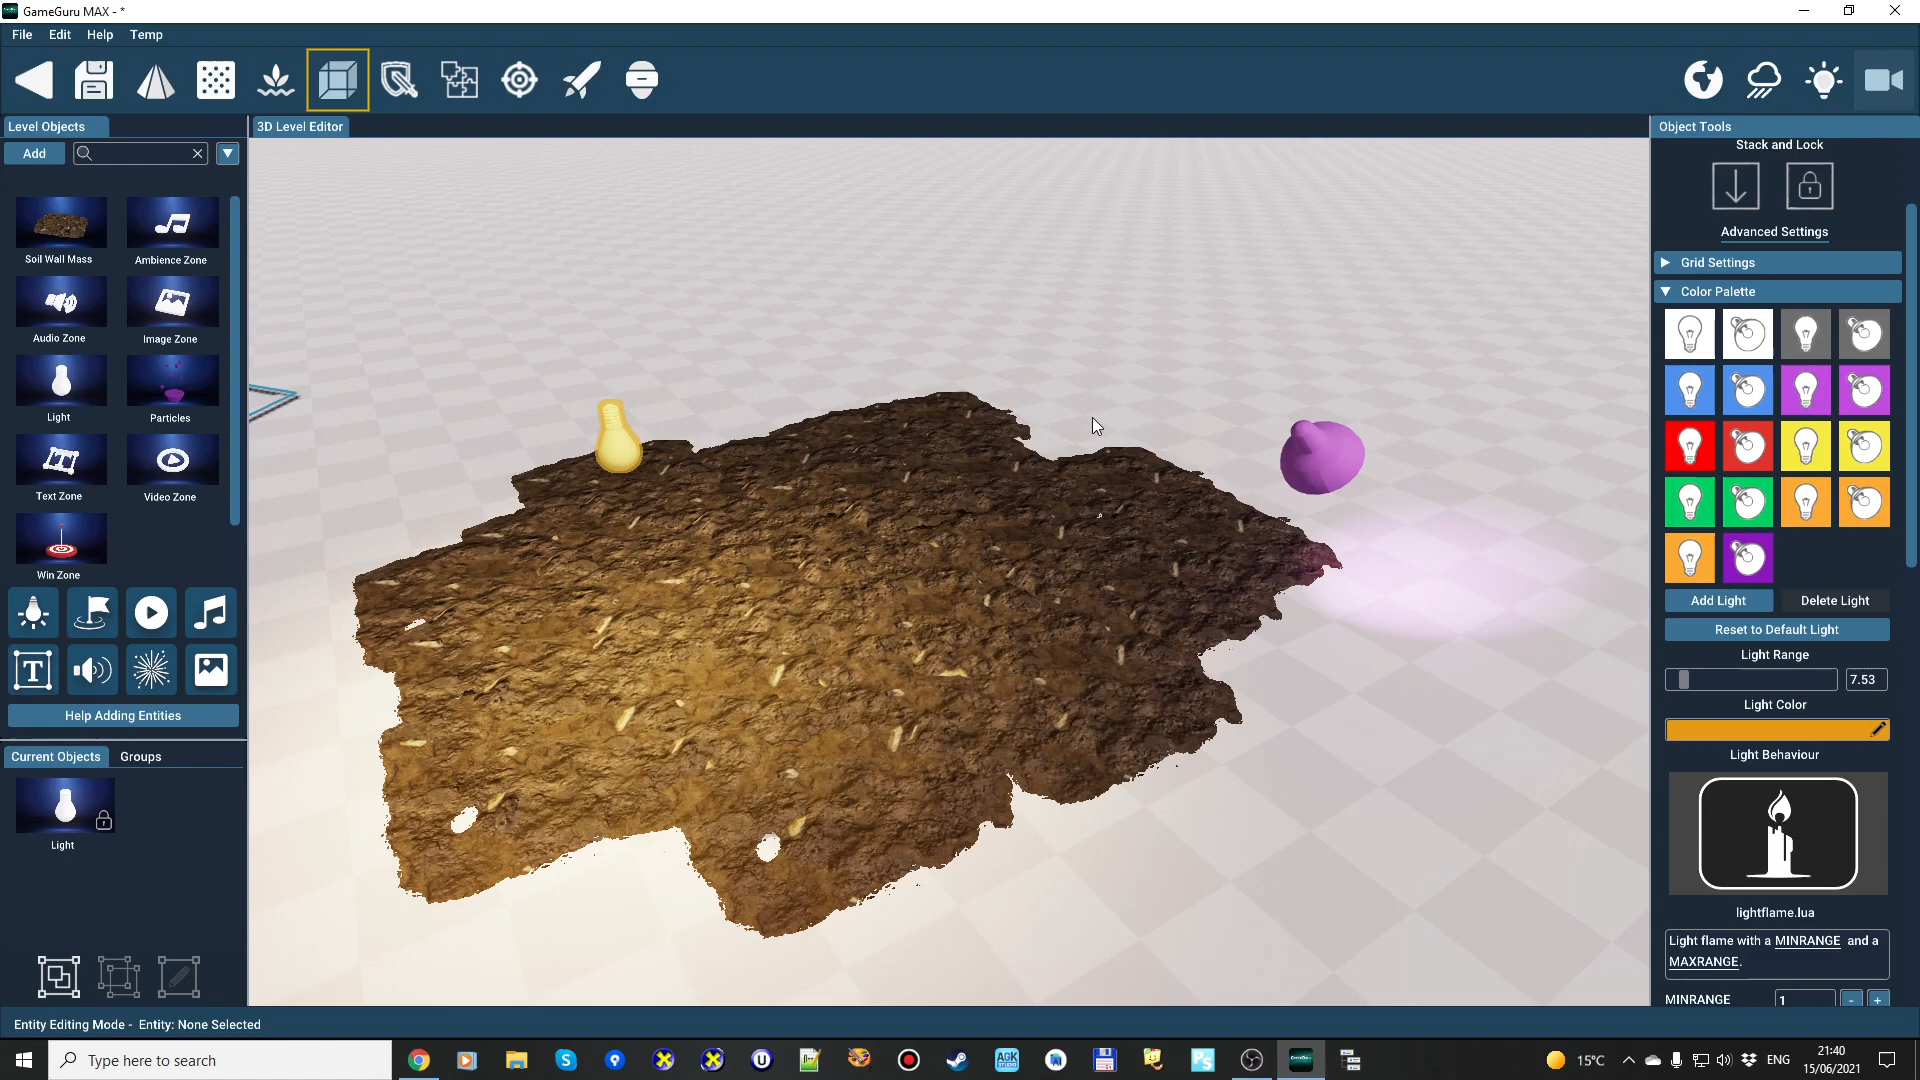 GameGuru MAX - *
File Edit Help Temp
Level Objects
3D Level Editor
Object Tools
Add
Stack and Lock
Advanced Settings
Grid Settings
Color Palette
Soil Wall Mass
Ambience Zone
Audio Zone
Image Zone
Light
Particles
Text Zone
Video Zone
Win Zone
T
Help Adding Entities
Current Objects
Groups
Light
Add Light
Delete Light
Reset to Default Light
Light Range
7.53
Light Color
Light Behaviour
lightflame.lua
Light flame with a MINRANGE and a
MAXRANGE.
MINRANGE 1 - +
Entity Editing Mode - Entity: None Selected
Type here to search
AGK
STUDIO
Ps
15°C
ENG
21:40
15/06/2021